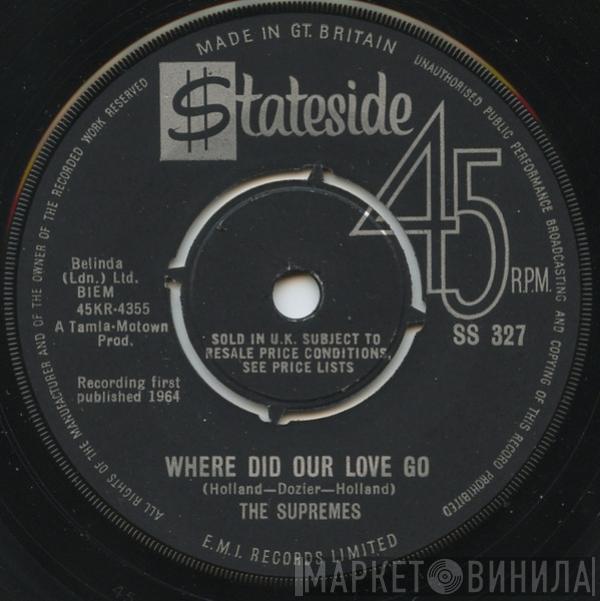 MADE IN GT. BRITAIN
UNAUTHORISED PUBLIC PERFORMANCE BROADCASTING AND COPYING OF THIS RECORD PROHIBITED
ALL RIGHTS OF THE MANUFACTURER AND OF THE OWNER OF THE RECORDED WORK RESERVED
$tateside
45
R.P.M.
Belinda
(Ldn.) Ltd.
BIEM
45KR-4355
A Tamla-Motown
Prod.
SS 327
SOLD IN U.K. SUBJECT TO
RESALE PRICE CONDITIONS,
SEE PRICE LISTS
Recording first
published 1964
WHERE DID OUR LOVE GO
(Holland—Dozier—Holland)
THE SUPREMES
E.M.I. RECORDS LIMITED
МАРКЕТ ВИНИЛА